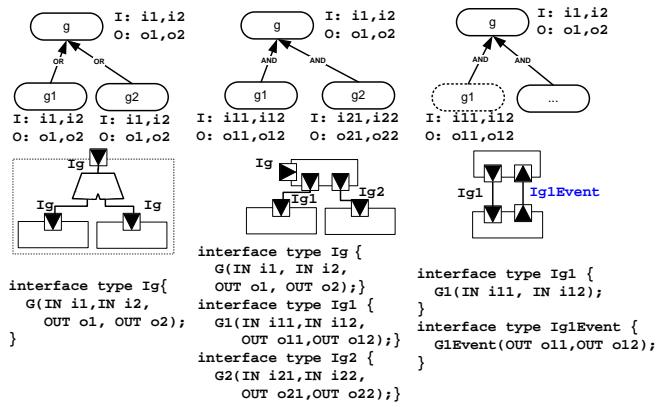 g
I: i1,i2
O: o1,o2
OR
OR
g1
g2
I: i1,i2
O: o1,o2
I: i1,i2
O: o1,o2
Ig
Ig
Ig
interface type Ig{
G(IN i1,IN i2,
OUT o1, OUT o2);
}
g
I: i1,i2
O: o1,o2
AND
AND
g1
g2
I: i11,i12
O: o11,o12
I: i21,i22
O: o21,o22
Ig
Ig1
Ig2
interface type Ig {
G(IN i1, IN i2,
OUT o1, OUT o2);}
interface type Ig1 {
G1(IN i11,IN i12,
OUT o11,OUT o12);}
interface type Ig2 {
G2(IN i21,IN i22,
OUT o21,OUT o22);}
g
I: i1,i2
O: o1,o2
AND
AND
g1
...
I: i11,i12
O: o11,o12
Ig1
Ig1Event
interface type Ig1 {
G1(IN i11, IN i12);
}
interface type Ig1Event {
G1Event(OUT o11,OUT o12);
}